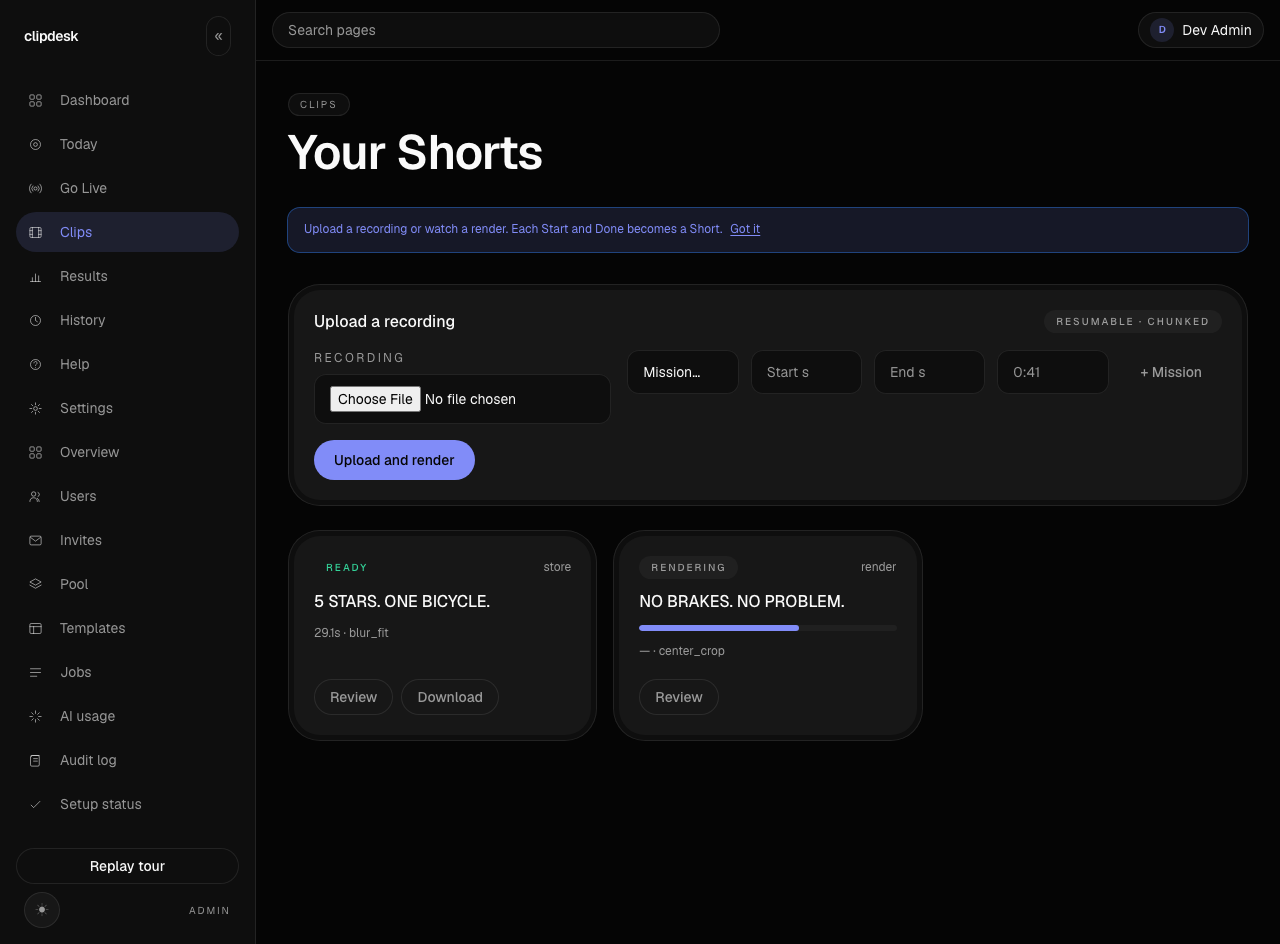 clipdesk
«
Search pages
D Dev Admin
Dashboard
Today
Go Live
Clips
Results
History
Help
Settings
Overview
Users
Invites
Pool
Templates
Jobs
AI usage
Audit log
Setup status
Replay tour
ADMIN
CLIPS
Your Shorts
Upload a recording or watch a render. Each Start and Done becomes a Short. Got it
Upload a recording
RESUMABLE · CHUNKED
RECORDING
Choose File No file chosen
Mission...
Start s
End s
0:41
+ Mission
Upload and render
READY
store
5 STARS. ONE BICYCLE.
29.1s · blur_fit
Review
Download
RENDERING
render
NO BRAKES. NO PROBLEM.
— · center_crop
Review